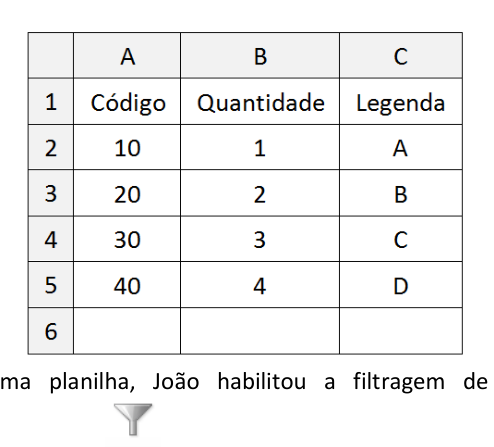 A B C
1 Código Quantidade Legenda
2 10 1 A
3 20 2 B
4 30 3 C
5 40 4 D
6
ma planilha, João habilitou a filtragem de